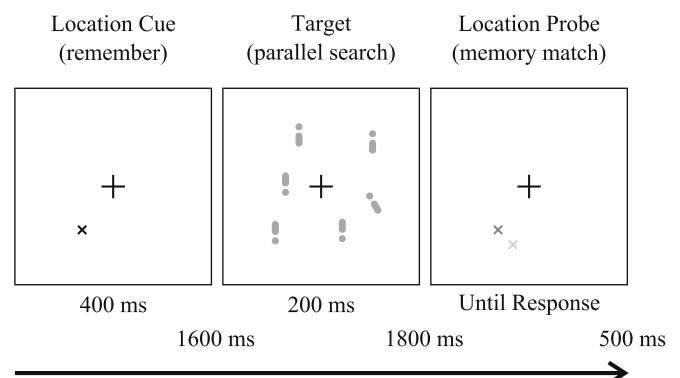 Location Cue
(remember)
Target
(parallel search)
Location Probe
(memory match)
400 ms
200 ms
Until Response
1600 ms
1800 ms
500 ms